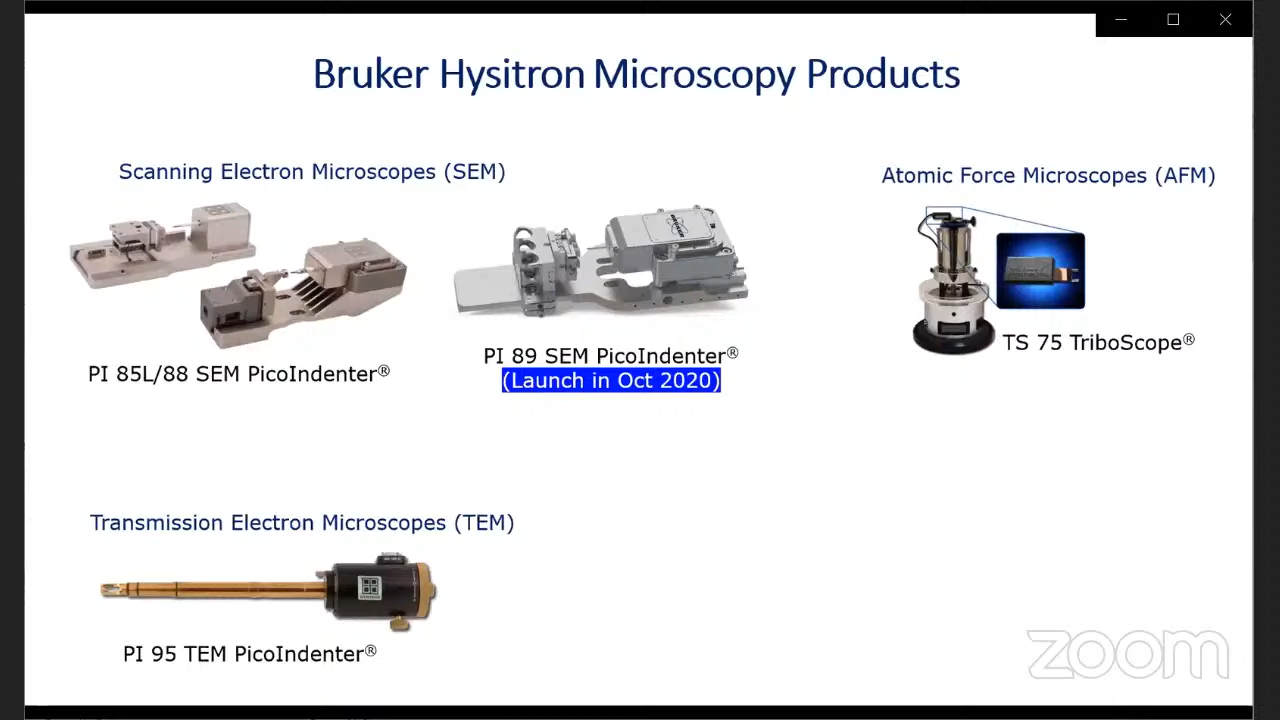 Bruker Hysitron Microscopy Products
Scanning Electron Microscopes (SEM)
Atomic Force Microscopes (AFM)
BRUKER
PI 85L/88 SEM PicoIndenter®
PI 89 SEM PicoIndenter®
(Launch in Oct 2020)
TS 75 TriboScope®
Transmission Electron Microscopes (TEM)
PI 95 TEM PicoIndenter®
zoom